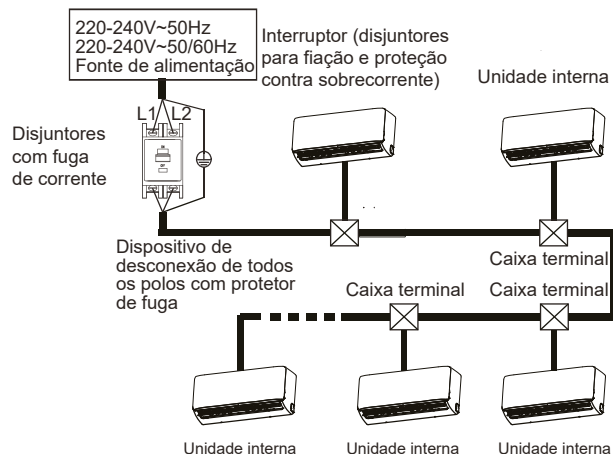 220-240V~50Hz
220-240V~50/60Hz
Fonte de alimentação
Interruptor (disjuntores
para fiação e proteção
contra sobrecorrente)
Unidade interna
L1 L2
Disjuntores
com fuga
de corrente
Dispositivo de
desconexão de todos
os polos com protetor
de fuga
Caixa terminal
Caixa terminal
Caixa terminal
Unidade interna
Unidade interna
Unidade interna